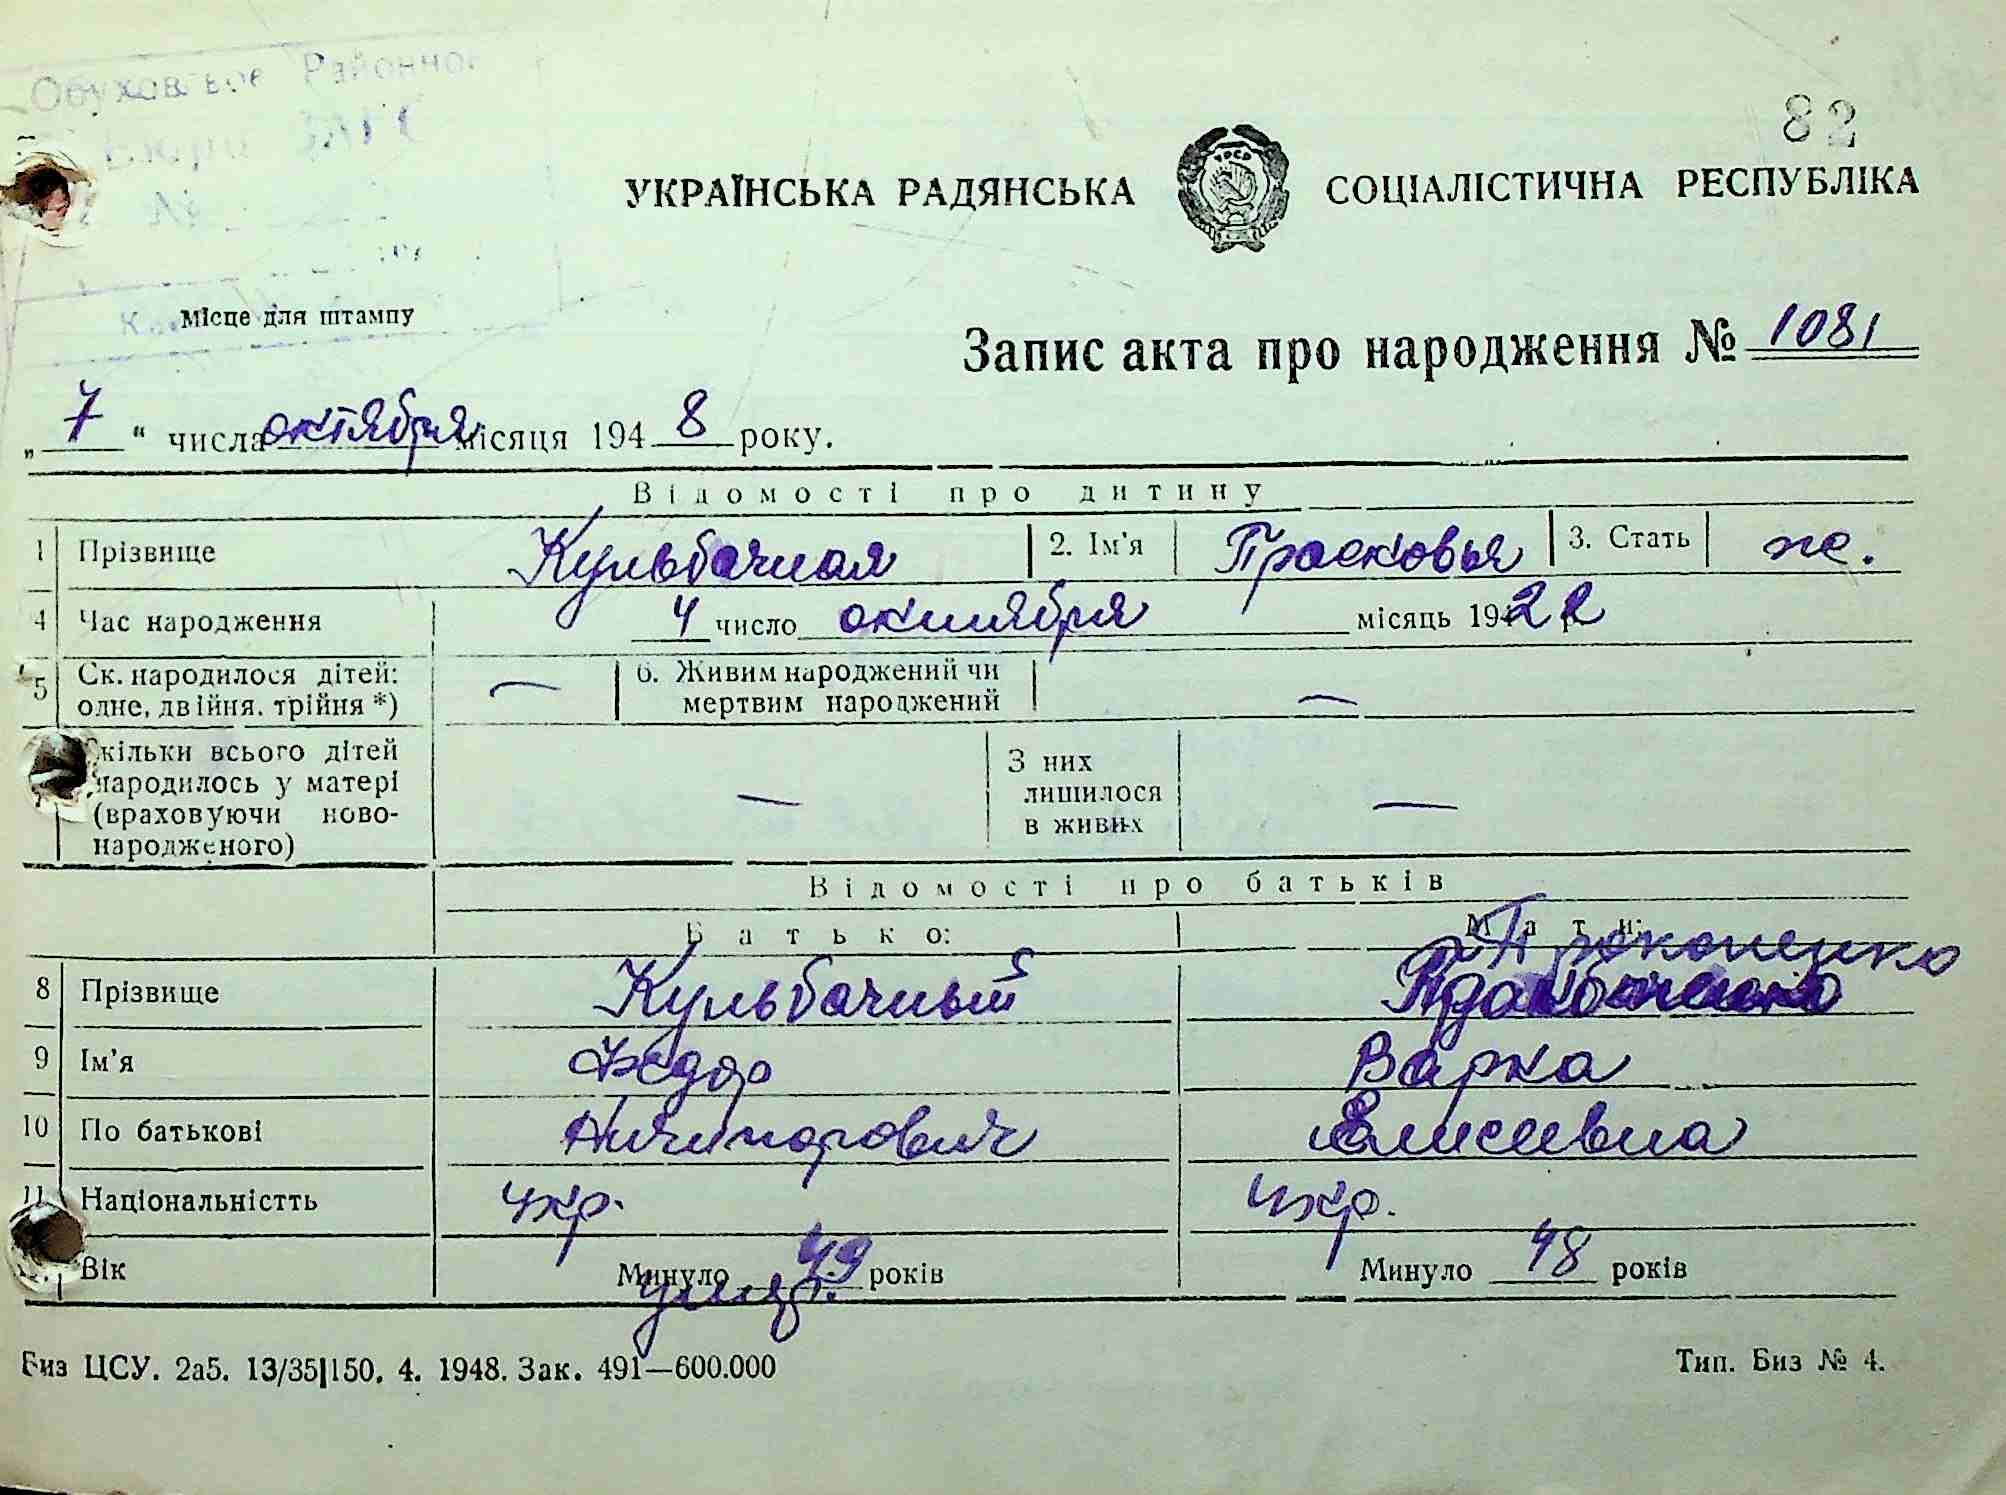 82
УКРАЇНСЬКА РАДЯНСЬКА СОЦІАЛІСТИЧНА РЕСПУБЛІКА
Обуховское Районно
Бюро ЗАГС
№
Місце для штампу
Запис акта про народження № 1081
„7“ числа октября місяця 1948 року.
Відомості про дитину
1 Прізвище Кульбачная 2. Ім'я Прасковья 3. Стать ж.
4 Час народження 4 число октября місяць 1922
5 Ск. народилося дітей: одне, двійня, трійня *) — 6. Живим народжений чи мертвим народжений —
кільки всього дітей народилось у матері (враховуючи новонародженого) — З них лишилося в живих —
Відомості про батьків
Батько: Мати:
Прокопенко
8 Прізвище Кульбачный
9 Ім'я Федор Варка
10 По батькові Ничипорович Елисеевна
11 Національністть укр. укр.
Вік Минуло 49 років Минуло 48 років
Биз ЦСУ. 2а5. 13/35|150. 4. 1948. Зак. 491—600.000 Тип. Биз № 4.